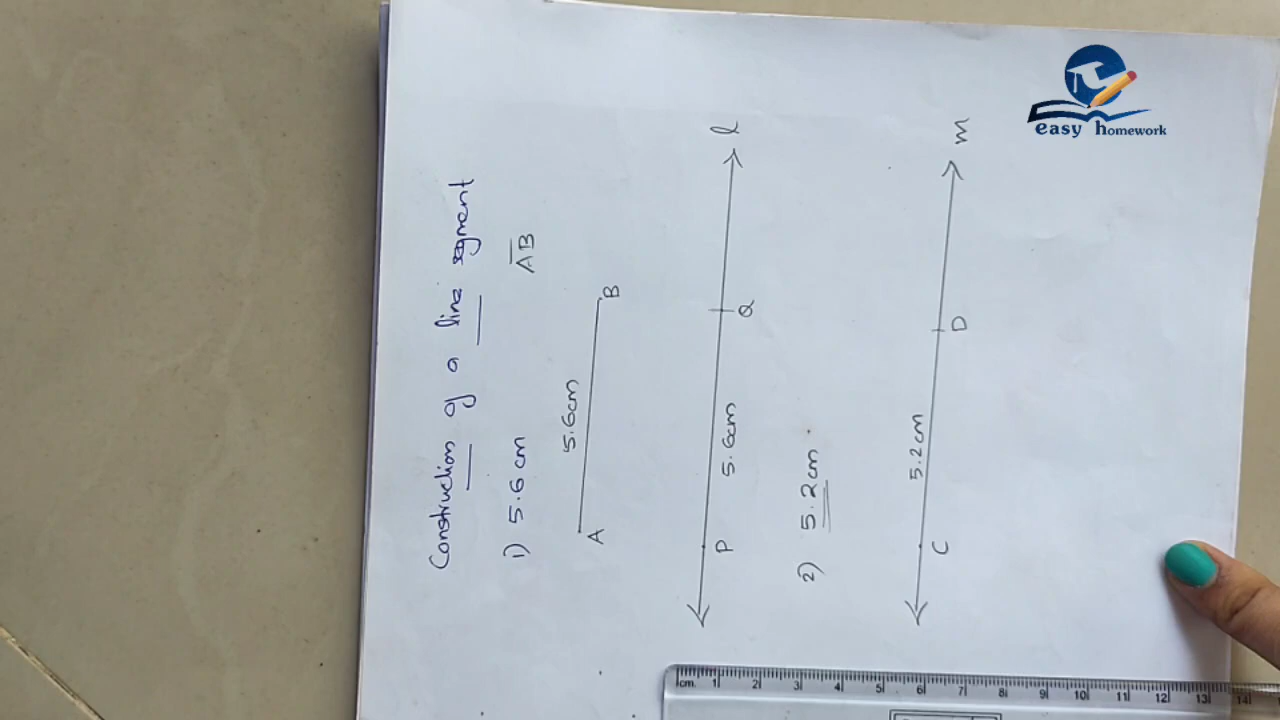 Construction of a line segment
1) 5.6 cm AB
5.6cm
A B
l
P 5.6cm Q
2) 5.2cm
m
5.2cm
C D
easy homework
cm. 1 2 3 4 5 6 7 8 9 10 11 12 13 14